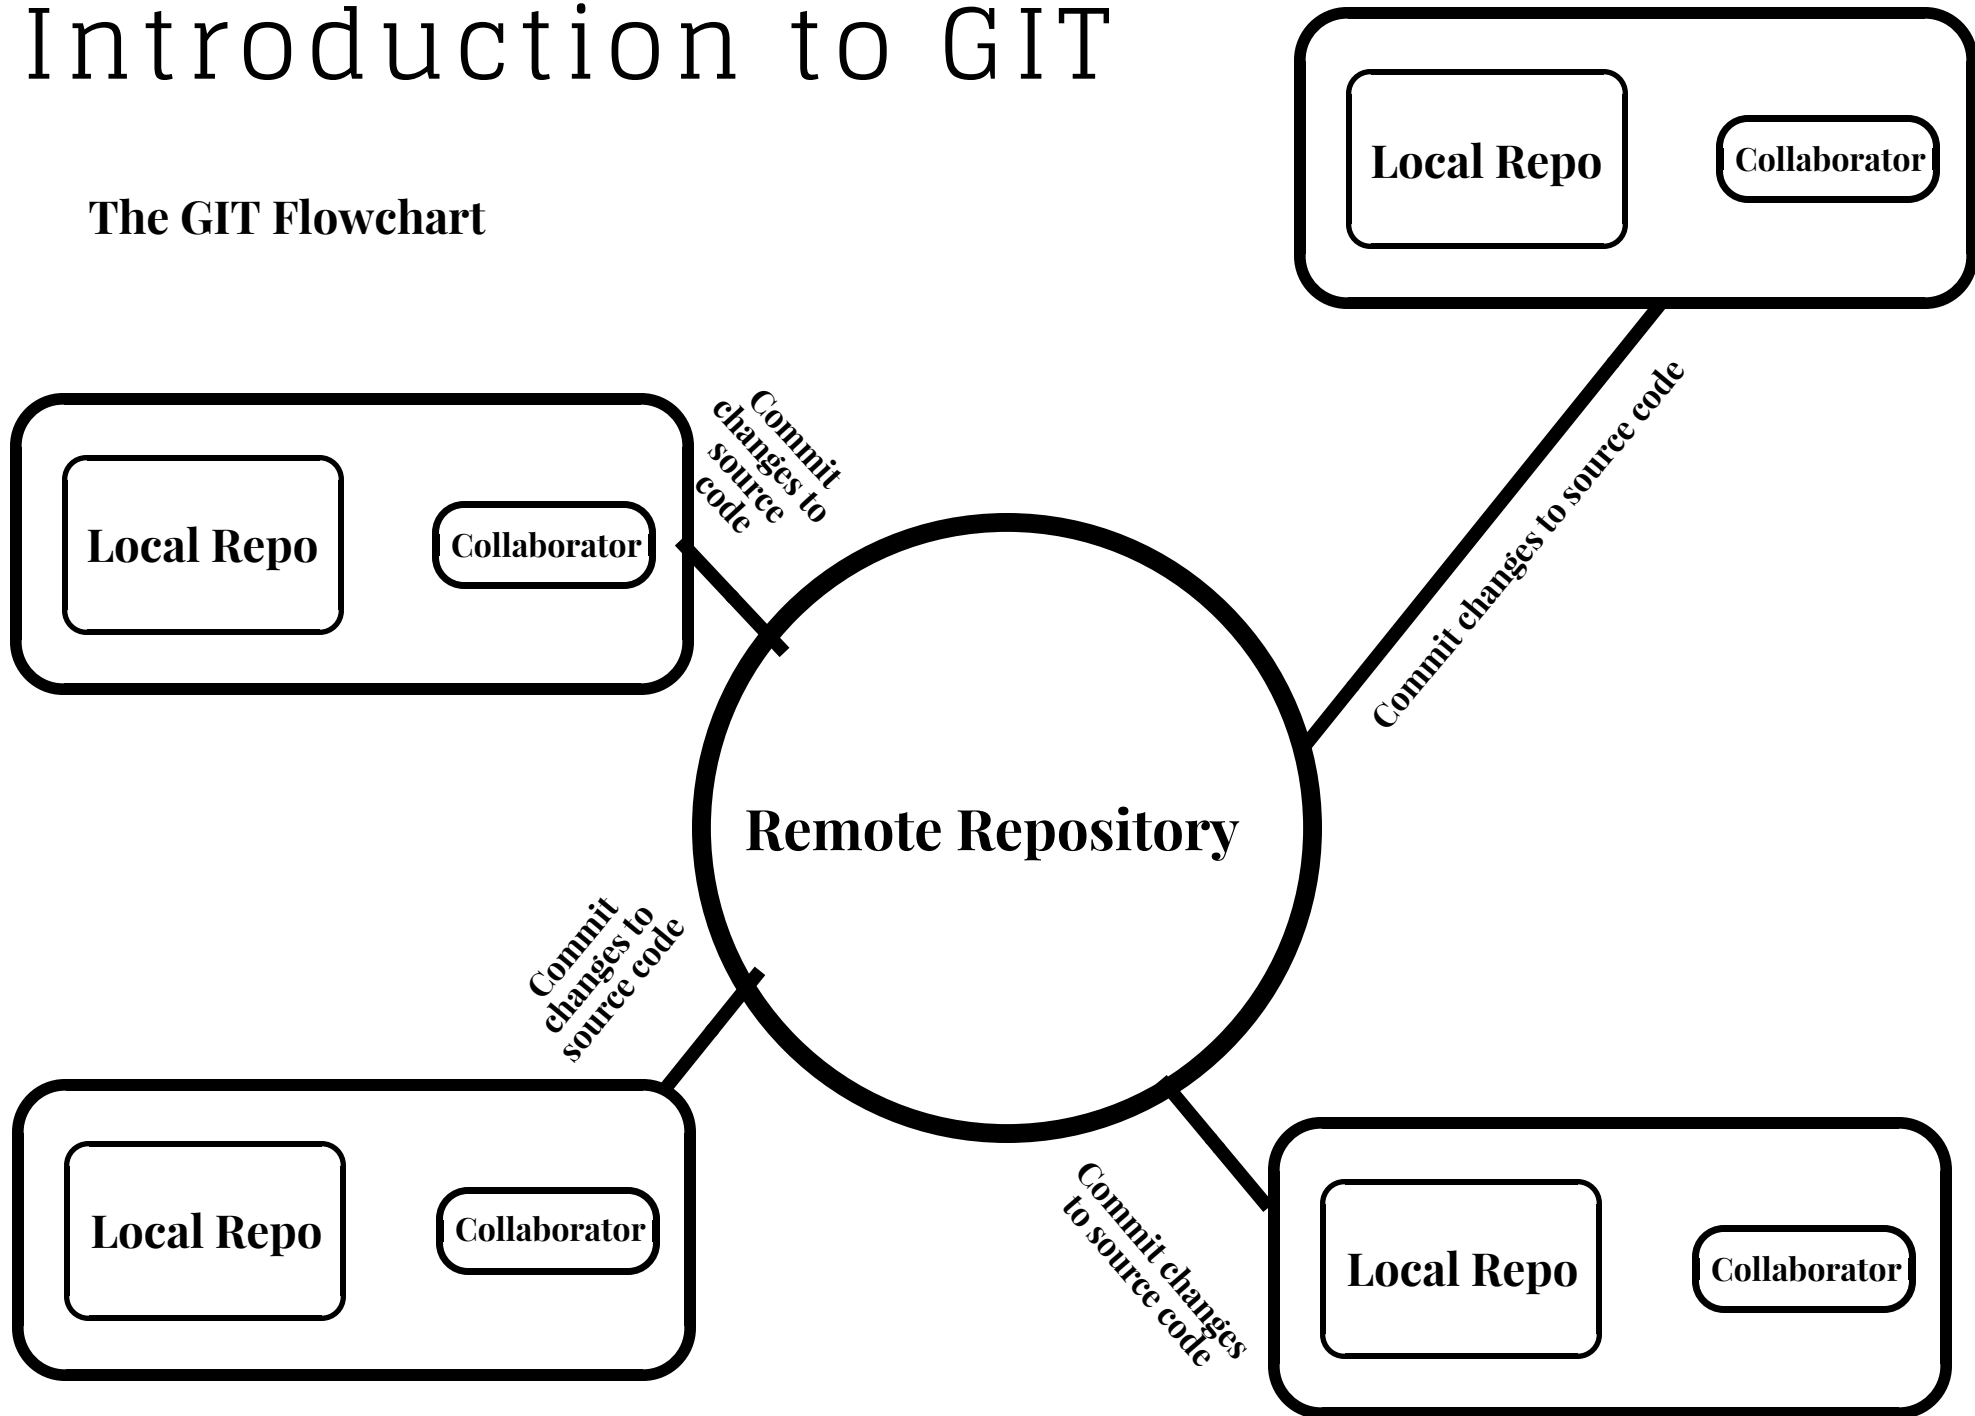 Introduction to GIT
The GIT Flowchart
Local Repo
Collaborator
Commit changes to source code
Local Repo
Collaborator
Commit
changes to
source
code
Remote Repository
Commit
changes to
source code
Local Repo
Collaborator
Commit changes
to source code
Local Repo
Collaborator